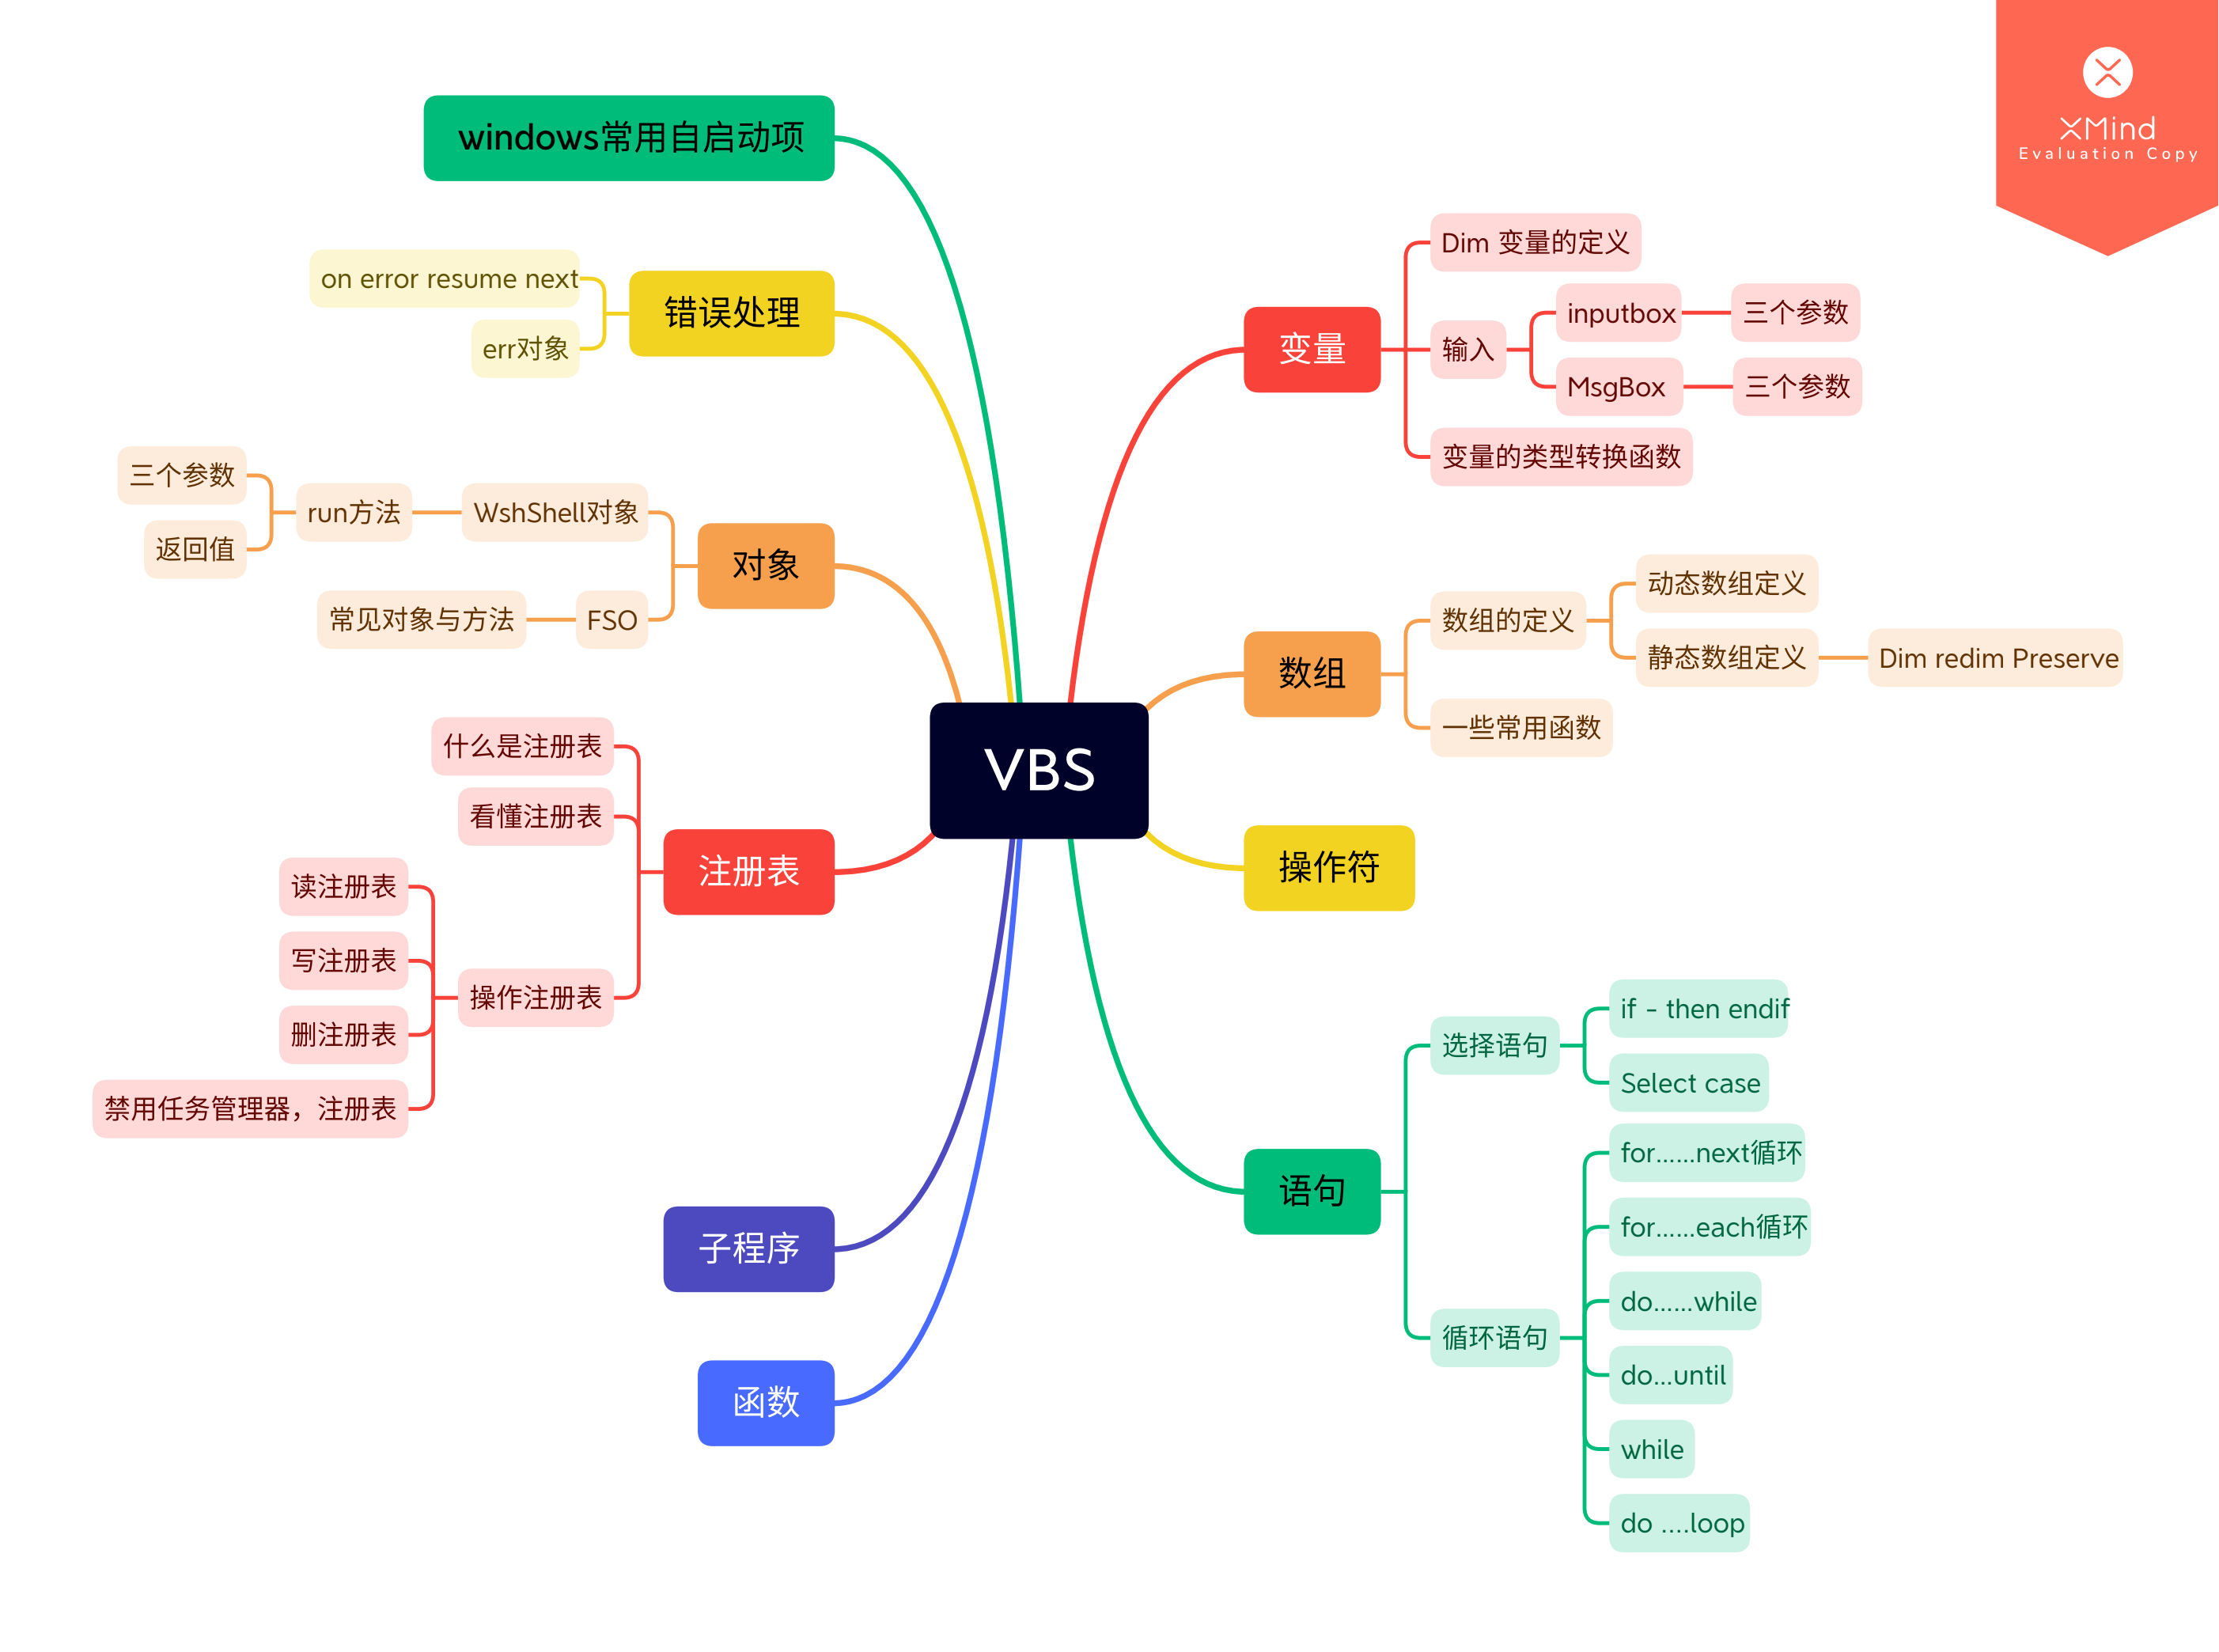 XMind
Evaluation Copy
VBS
变量
Dim 变量的定义
输入
inputbox
三个参数
MsgBox
三个参数
变量的类型转换函数
数组
数组的定义
动态数组定义
静态数组定义
Dim redim Preserve
一些常用函数
操作符
语句
选择语句
if - then endif
Select case
循环语句
for......next循环
for......each循环
do......while
do...until
while
do ....loop
windows常用自启动项
错误处理
on error resume next
err对象
对象
WshShell对象
run方法
三个参数
返回值
FSO
常见对象与方法
注册表
什么是注册表
看懂注册表
操作注册表
读注册表
写注册表
删注册表
禁用任务管理器，注册表
子程序
函数